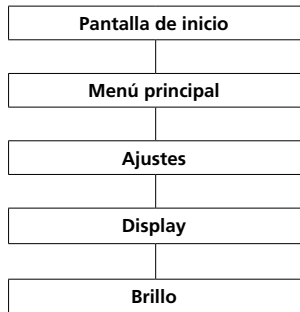 Pantalla de inicio
Menú principal
Ajustes
Display
Brillo